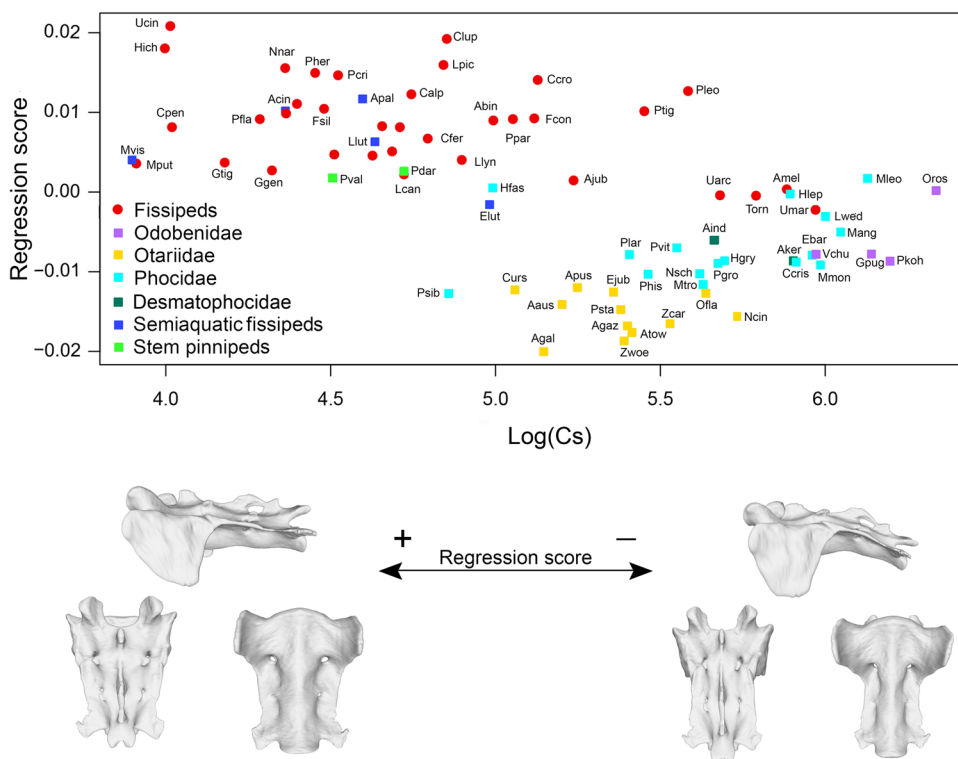 0.02
0.01
0.00
−0.01
−0.02
Regression score
Ucin
Hich
Nnar
Pher
Pcri
Clup
Lpic
Ccro
Pleo
Ptig
Cpen
Acin
Apal
Calp
Abin
Pfla
Fsil
Llut
Cfer
Ppar
Fcon
Mvis
Mput
Gtig
Ggen
Pval
Pdar
Lcan
Llyn
Hfas
Elut
Ajub
Uarc
Torn
Amel
Hlep
Umar
Mleo
Oros
Lwed
Mang
Aind
Plar
Pvit
Hgry
Aker
Ebar
Vchu
Gpug
Pkoh
Ccris
Mmon
Psib
Curs
Apus
Ejub
Phis
Nsch
Mtro
Pgro
Ofla
Aaus
Psta
Agaz
Zcar
Ncin
Agal
Atow
Zwoe
Fissipeds
Odobenidae
Otariidae
Phocidae
Desmatophocidae
Semiaquatic fissipeds
Stem pinnipeds
4.0 4.5 5.0 5.5 6.0
Log(Cs)
+ −
Regression score